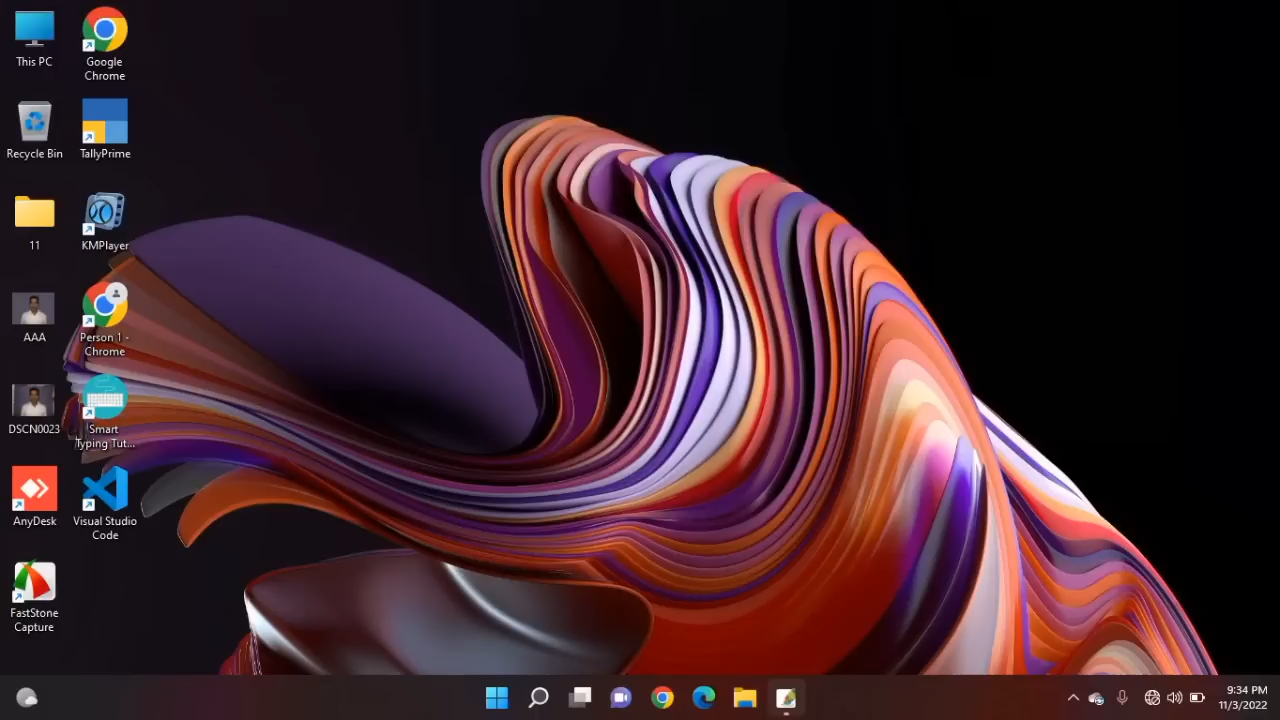 This PC
Google
Chrome
Recycle Bin
TallyPrime
11
KMPlayer
AAA
Person 1 -
Chrome
DSCN0023
Smart
Typing Tut...
AnyDesk
Visual Studio
Code
FastStone
Capture
9:34 PM
11/3/2022